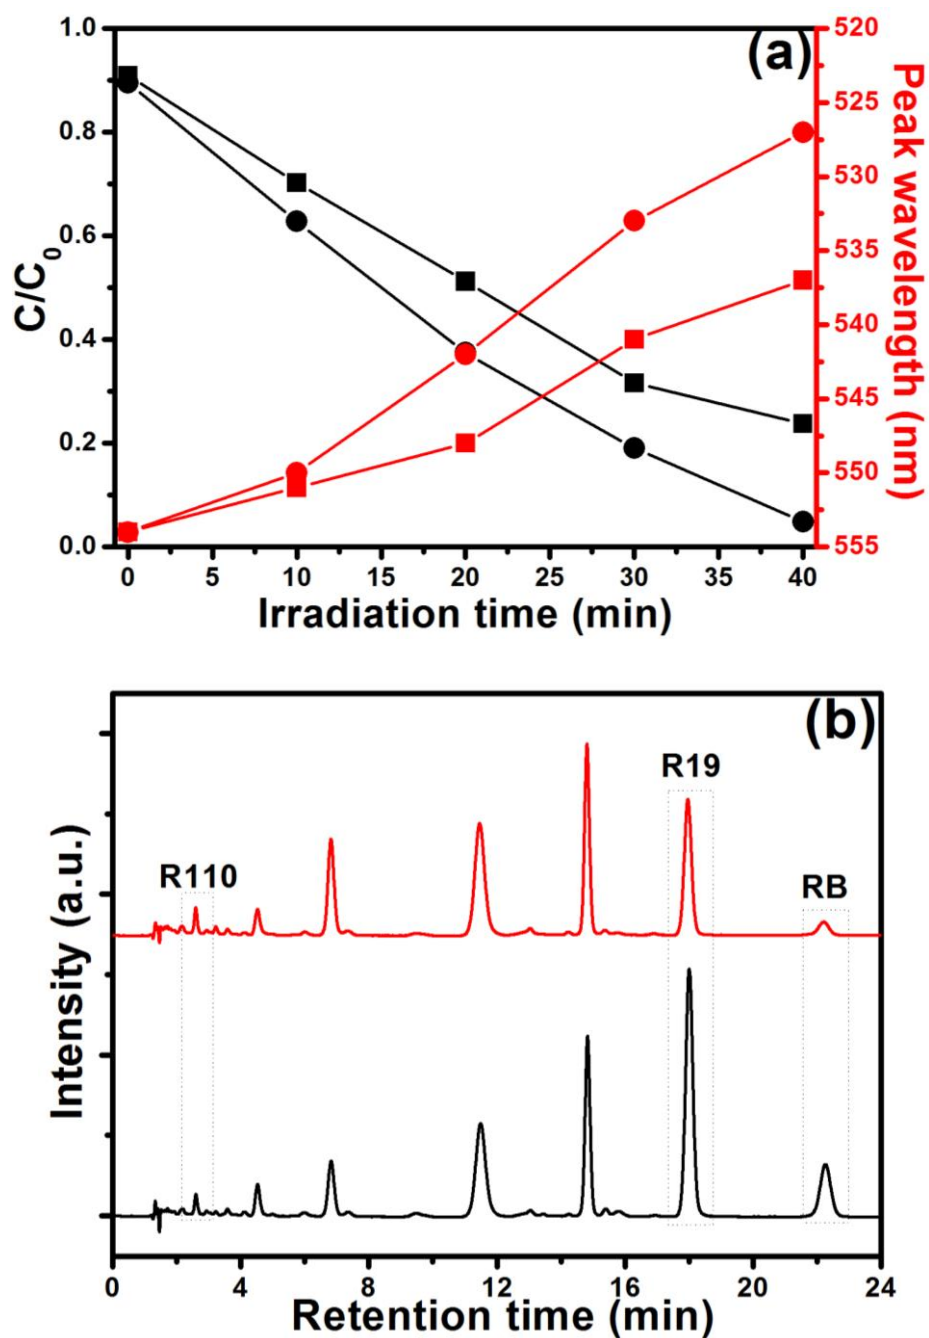 (a)
C/C0
1.0
0.8
0.6
0.4
0.2
0.0
0 5 10 15 20 25 30 35 40
Irradiation time (min)
520
525
530
535
540
545
550
555
Peak wavelength (nm)
(b)
R19
R110
RB
Intensity (a.u.)
0 4 8 12 16 20 24
Retention time (min)